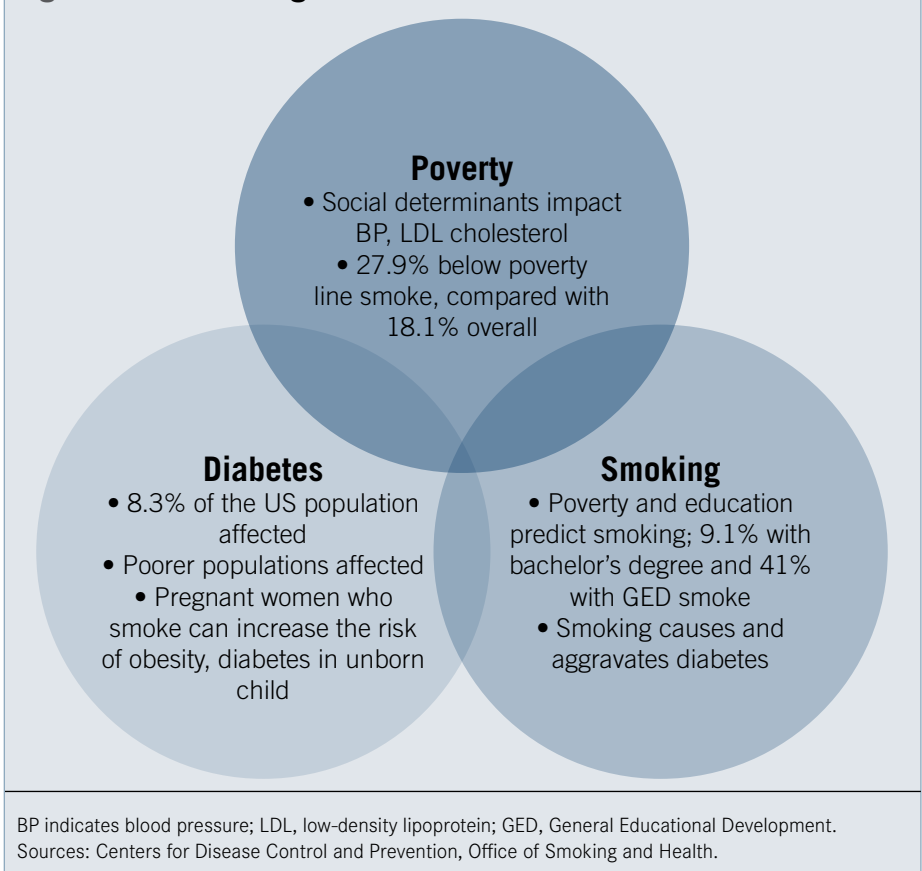 Poverty
• Social determinants impact
BP, LDL cholesterol
• 27.9% below poverty
line smoke, compared with
18.1% overall
Diabetes
• 8.3% of the US population
affected
• Poorer populations affected
• Pregnant women who
smoke can increase the risk
of obesity, diabetes in unborn
child
Smoking
• Poverty and education
predict smoking; 9.1% with
bachelor’s degree and 41%
with GED smoke
• Smoking causes and
aggravates diabetes
BP indicates blood pressure; LDL, low-density lipoprotein; GED, General Educational Development.
Sources: Centers for Disease Control and Prevention, Office of Smoking and Health.